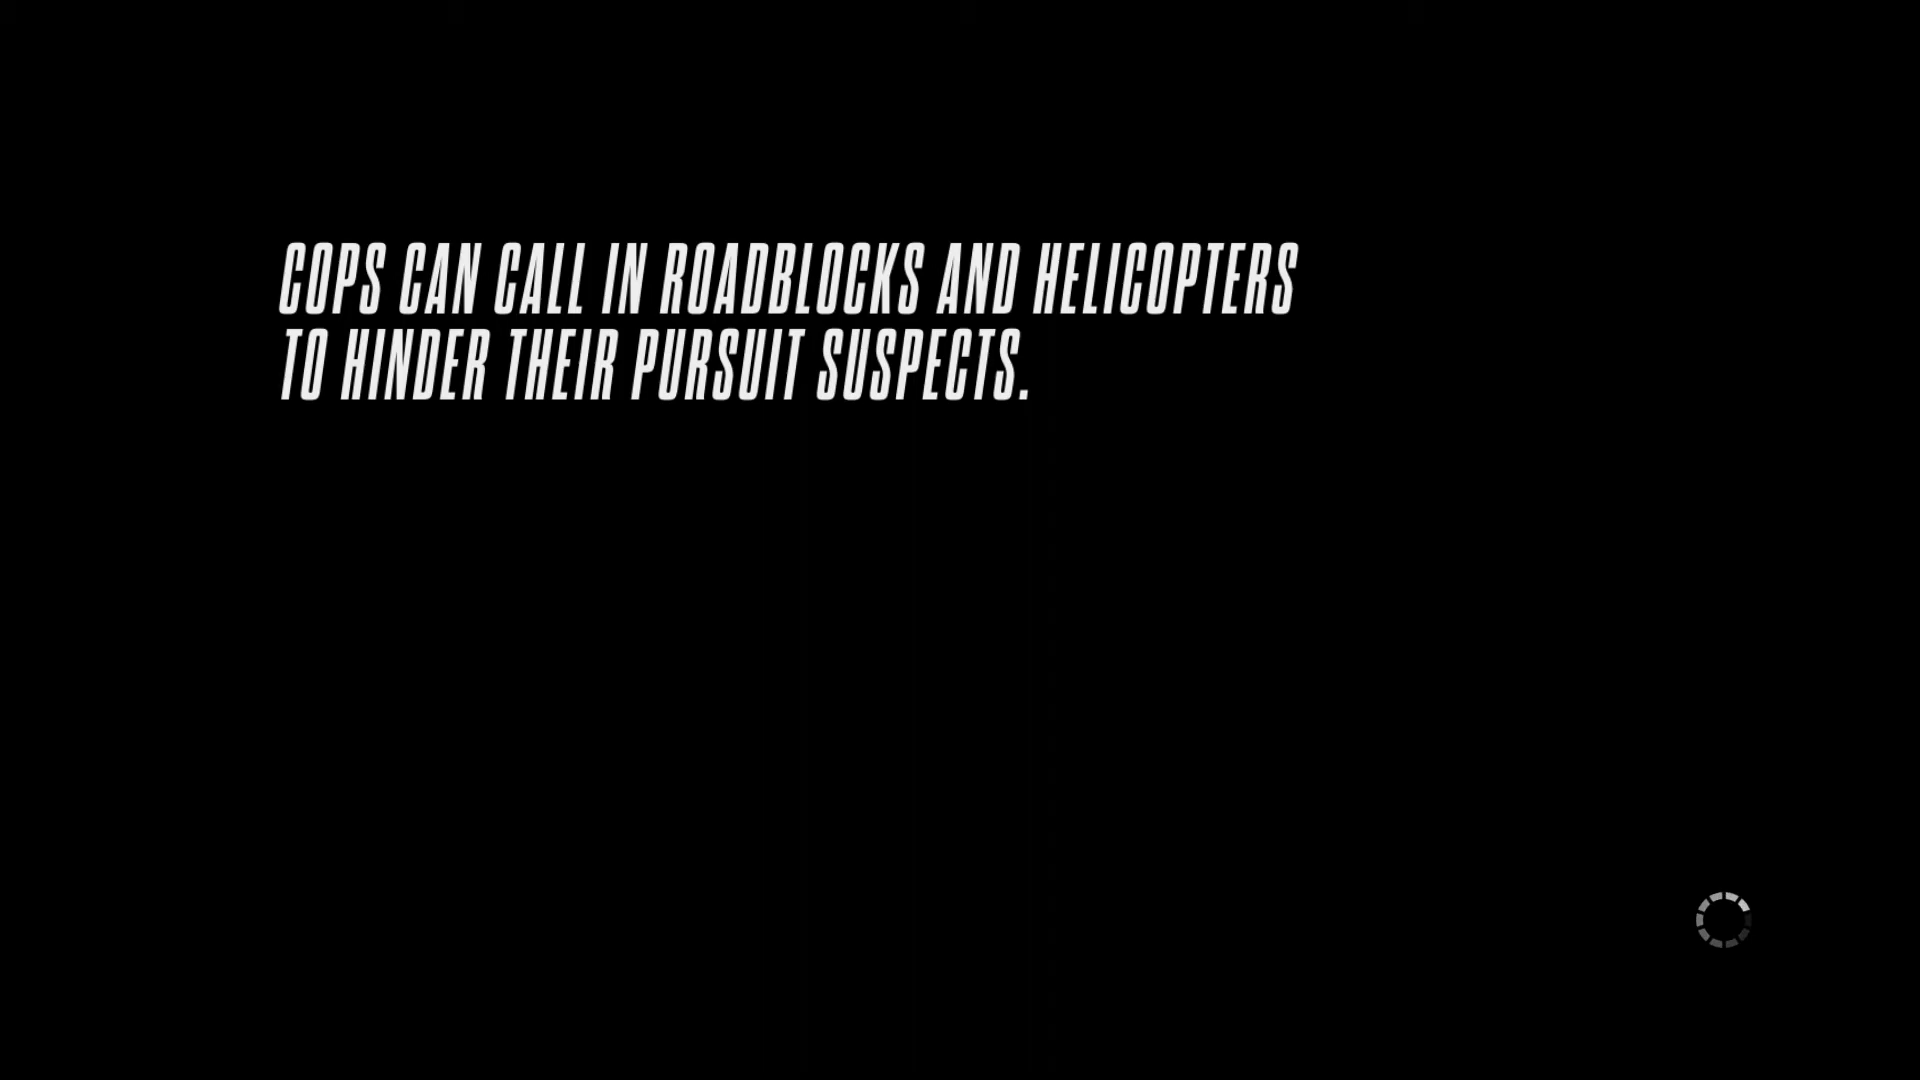 COPS CAN CALL IN ROADBLOCKS AND HELICOPTERS
TO HINDER THEIR PURSUIT SUSPECTS.